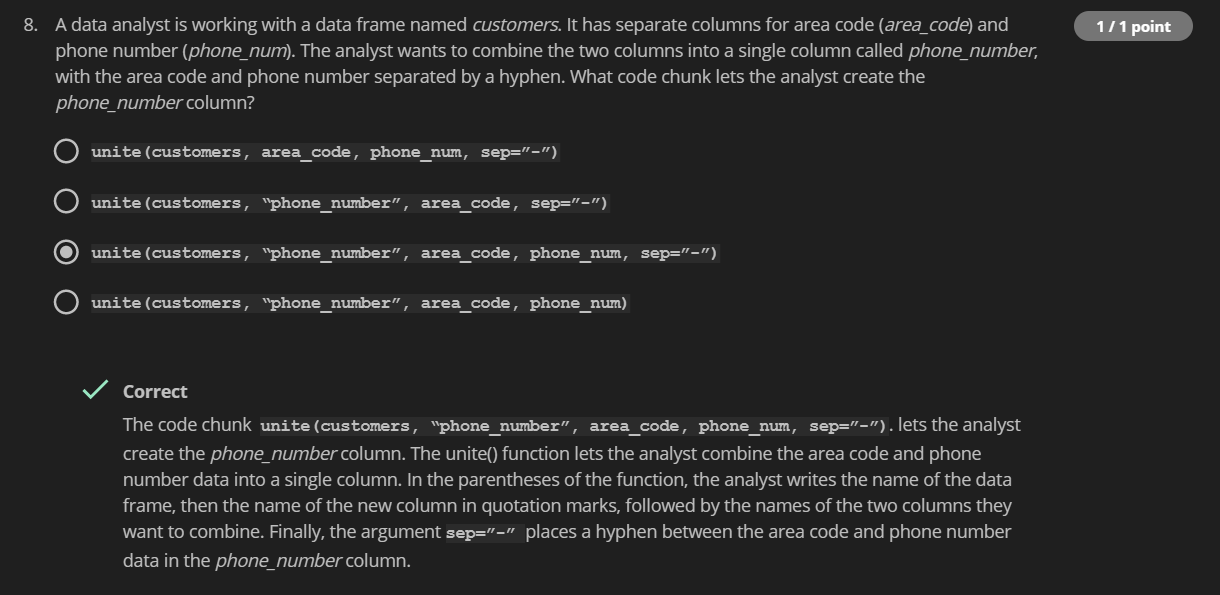 8. A data analyst is working with a data frame named customers. It has separate columns for area code (area_code) and
1 / 1 point
phone number (phone_num). The analyst wants to combine the two columns into a single column called phone_number,
with the area code and phone number separated by a hyphen. What code chunk lets the analyst create the
phone_number column?
unite(customers, area_code, phone_num, sep=”-”)
unite(customers, “phone_number”, area_code, sep=”-”)
unite(customers, “phone_number”, area_code, phone_num, sep=”-”)
unite(customers, “phone_number”, area_code, phone_num)
Correct
The code chunk unite(customers, “phone_number”, area_code, phone_num, sep=”-”). lets the analyst
create the phone_number column. The unite() function lets the analyst combine the area code and phone
number data into a single column. In the parentheses of the function, the analyst writes the name of the data
frame, then the name of the new column in quotation marks, followed by the names of the two columns they
want to combine. Finally, the argument sep=”-” places a hyphen between the area code and phone number
data in the phone_number column.